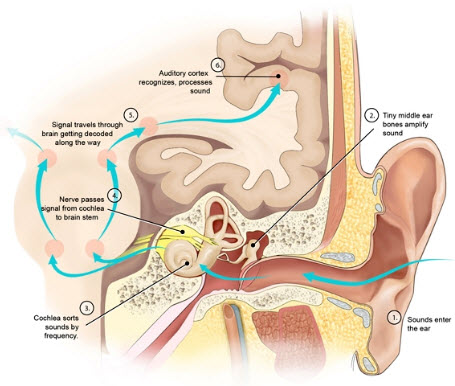 1.
Sounds enter
the ear
2.
Tiny middle ear
bones amplify
sound
3.
Cochlea sorts
sounds by
frequency.
4.
Nerve passes
signal from cochlea
to brain stem
5.
Signal travels through
brain getting decoded
along the way
6.
Auditory cortex
recognizes, processes
sound